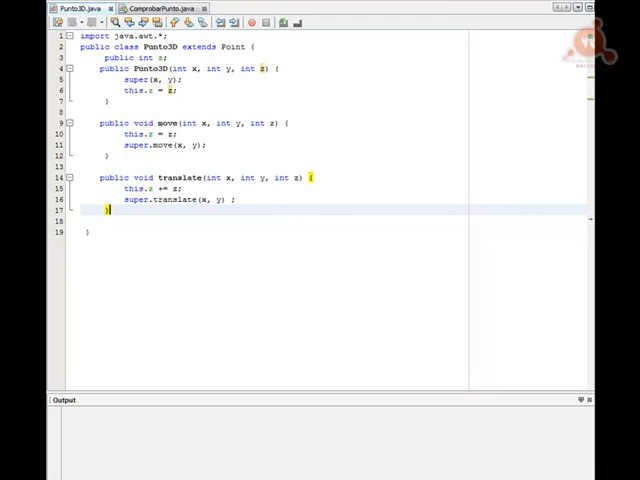 Punto3D.java ComprobarPunto.java
1 import java.awt.*;
2 public class Punto3D extends Point {
3 public int z;
4 public Punto3D(int x, int y, int z) {
5 super(x, y);
6 this.z = z;
7 }
8
9 public void move(int x, int y, int z) {
10 this.z = z;
11 super.move(x, y);
12 }
13
14 public void translate(int x, int y, int z) {
15 this.z += z;
16 super.translate(x, y) ;
17 }
18
19 }
Output